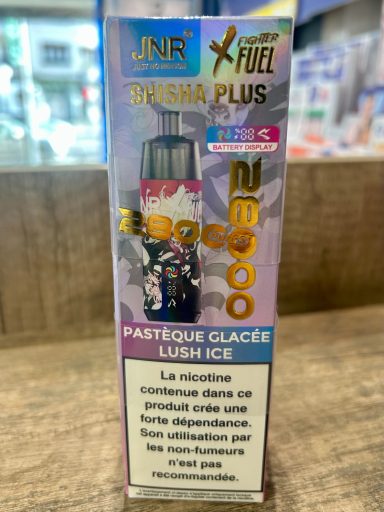 JNR
JUST NO REASON
FIGHTER
FUEL
SHISHA PLUS
BATTERY DISPLAY
28000
28000
PASTÈQUE GLACÉE
LUSH ICE
La nicotine
contenue dans ce
produit crée une
forte dépendance.
Son utilisation par
les non-fumeurs
n'est pas
recommandée.